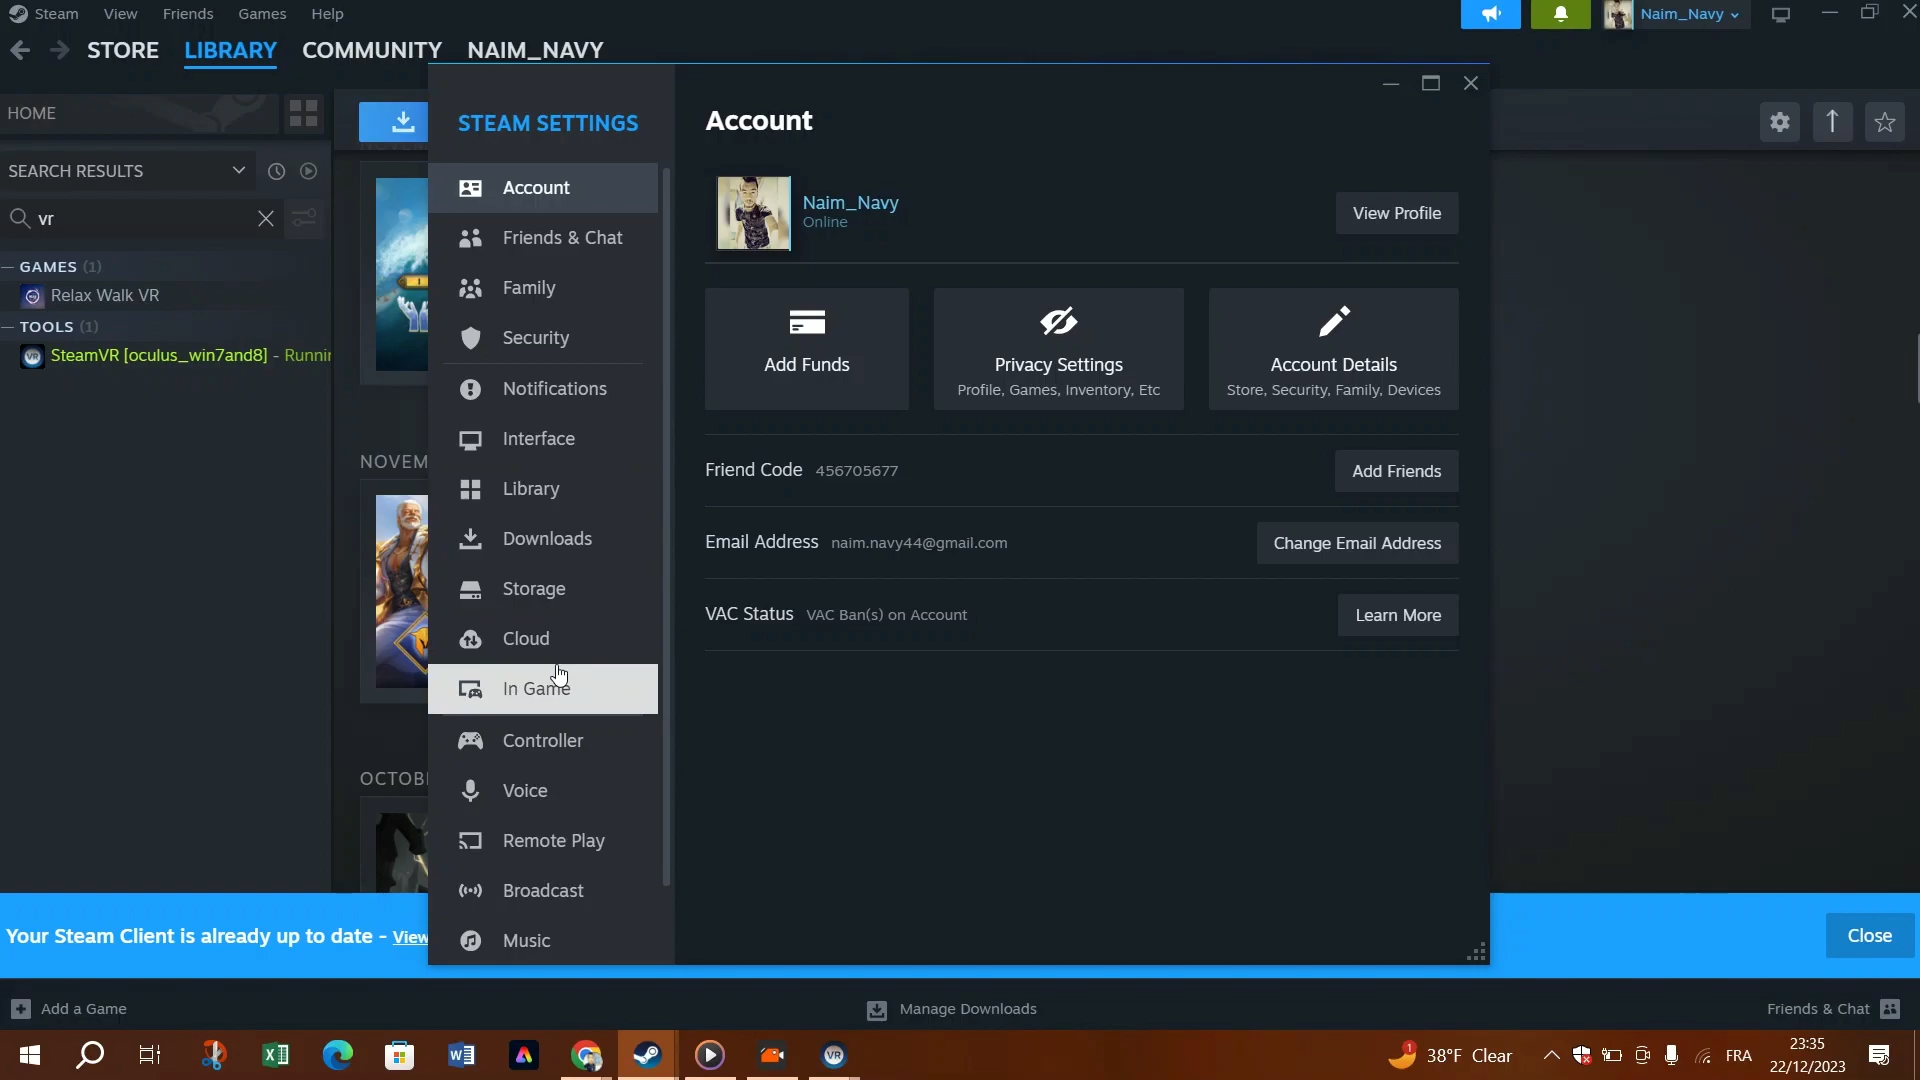 Steam View Friends Games Help
Naim_Navy
STORE LIBRARY COMMUNITY NAIM_NAVY
HOME
SEARCH RESULTS
vr
GAMES (1)
Relax Walk VR
TOOLS (1)
SteamVR [oculus_win7and8] - Runnin
NOVEM
OCTOB
STEAM SETTINGS
Account
Friends & Chat
Family
Security
Notifications
Interface
Library
Downloads
Storage
Cloud
In Game
Controller
Voice
Remote Play
Broadcast
Music
Account
Naim_Navy
Online
View Profile
Add Funds
Privacy Settings
Profile, Games, Inventory, Etc
Account Details
Store, Security, Family, Devices
Friend Code 456705677
Add Friends
Email Address naim.navy44@gmail.com
Change Email Address
VAC Status VAC Ban(s) on Account
Learn More
Your Steam Client is already up to date - View
Close
Add a Game
Manage Downloads
Friends & Chat
1
38°F Clear
FRA
23:35
22/12/2023